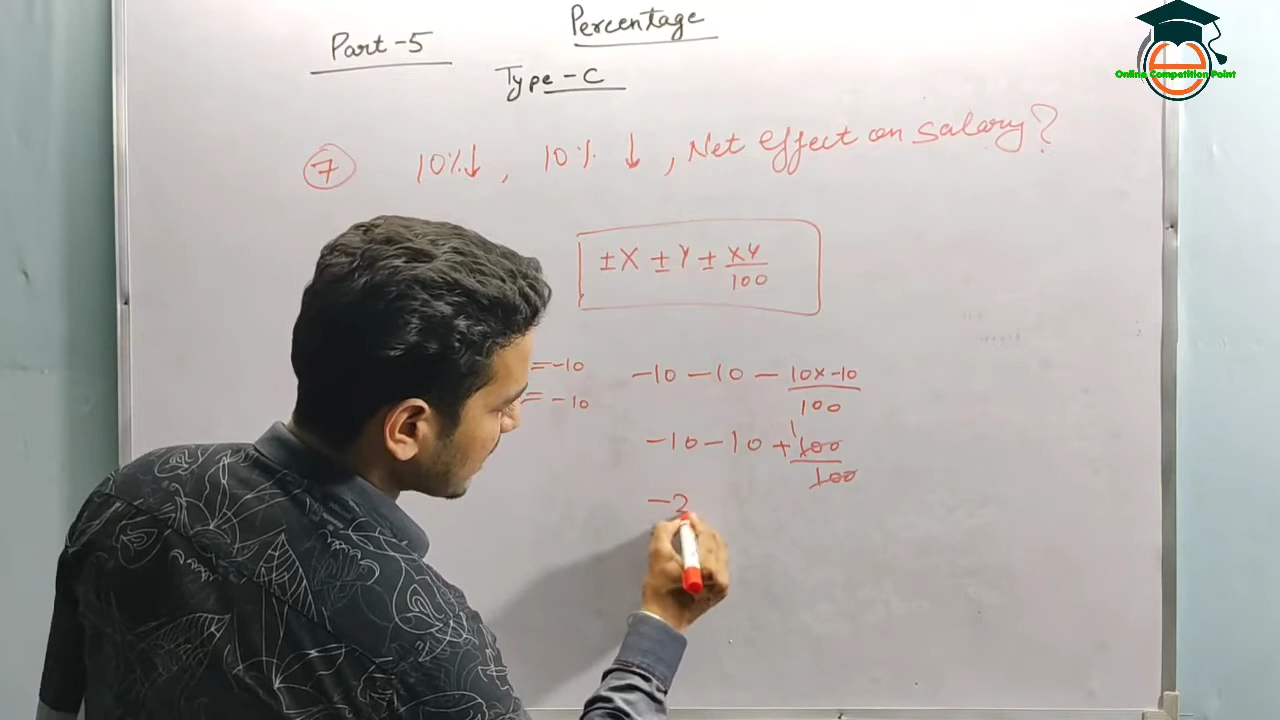 Percentage
Part-5
Type-C
Online Competition Point
7 10%↓, 10% ↓, Net effect on salary?
±X ±Y ± XY/100
=-10
= -10
-10 -10 - 10x-10/100
-10-10+100/100 1
-2